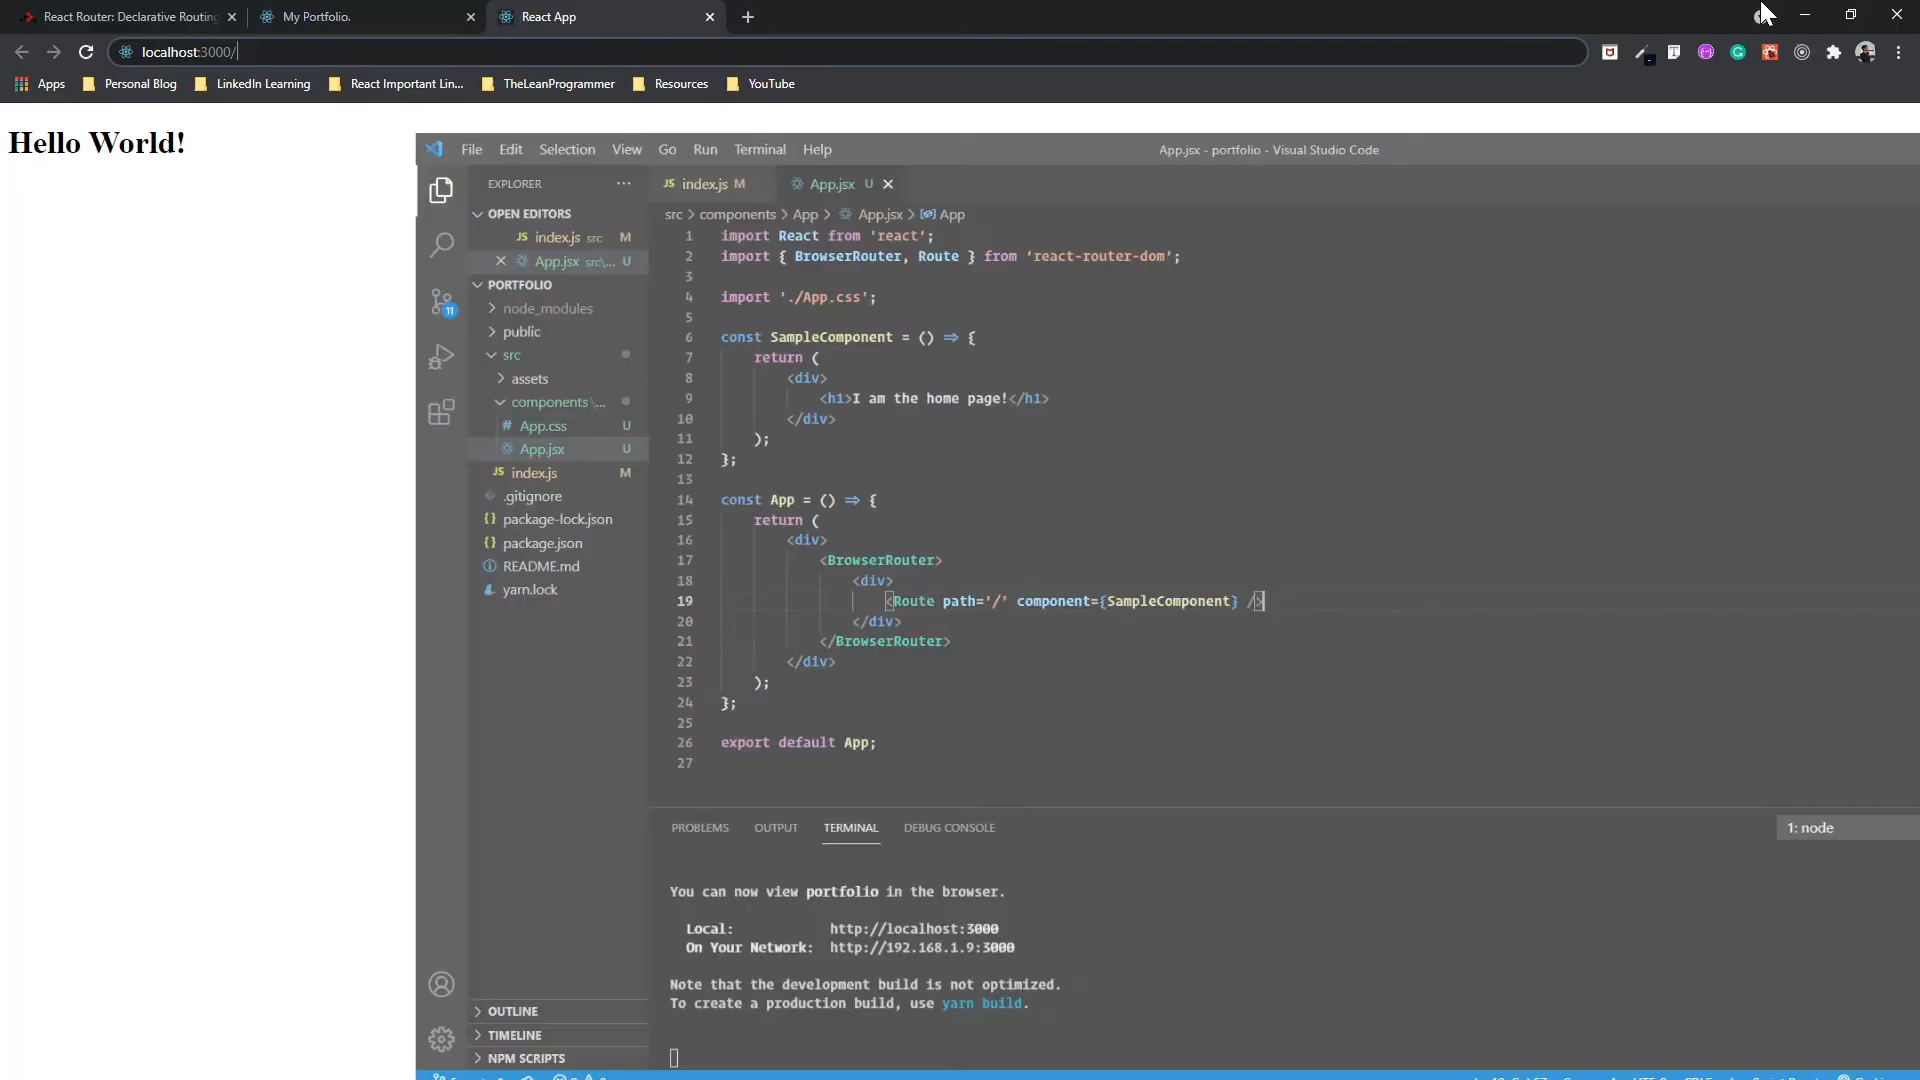 React Router: Declarative Routing
My Portfolio.
React App
localhost:3000/
Apps
Personal Blog
LinkedIn Learning
React Important Lin...
TheLeanProgrammer
Resources
YouTube
Hello World!
File Edit Selection View Go Run Terminal Help
App.jsx - portfolio - Visual Studio Code
EXPLORER
OPEN EDITORS
index.js src M
App.jsx src\... U
PORTFOLIO
node_modules
public
src
assets
components \...
App.css U
App.jsx U
index.js M
.gitignore
package-lock.json
package.json
README.md
yarn.lock
OUTLINE
TIMELINE
NPM SCRIPTS
11
JS index.js M
App.jsx U
src > components > App > App.jsx > App
1 import React from 'react';
2 import { BrowserRouter, Route } from 'react-router-dom';
3
4 import './App.css';
5
6 const SampleComponent = () => {
7 return (
8 <div>
9 <h1>I am the home page!</h1>
10 </div>
11 );
12 };
13
14 const App = () => {
15 return (
16 <div>
17 <BrowserRouter>
18 <div>
19 <Route path='/' component={SampleComponent} />
20 </div>
21 </BrowserRouter>
22 </div>
23 );
24 };
25
26 export default App;
27
PROBLEMS OUTPUT TERMINAL DEBUG CONSOLE
1: node
You can now view portfolio in the browser.
Local: http://localhost:3000
On Your Network: http://192.168.1.9:3000
Note that the development build is not optimized.
To create a production build, use yarn build.